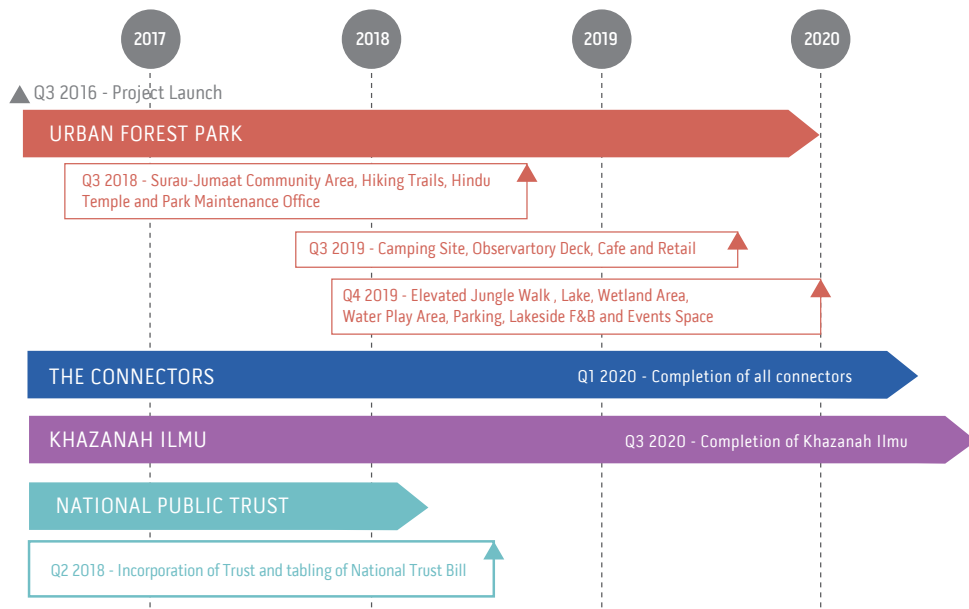 2017
2018
2019
2020
Q3 2016 - Project Launch
URBAN FOREST PARK
Q3 2018 - Surau-Jumaat Community Area, Hiking Trails, Hindu
Temple and Park Maintenance Office
Q3 2019 - Camping Site, Observartory Deck, Cafe and Retail
Q4 2019 - Elevated Jungle Walk , Lake, Wetland Area,
Water Play Area, Parking, Lakeside F&B and Events Space
THE CONNECTORS
Q1 2020 - Completion of all connectors
KHAZANAH ILMU
Q3 2020 - Completion of Khazanah Ilmu
NATIONAL PUBLIC TRUST
Q2 2018 - Incorporation of Trust and tabling of National Trust Bill